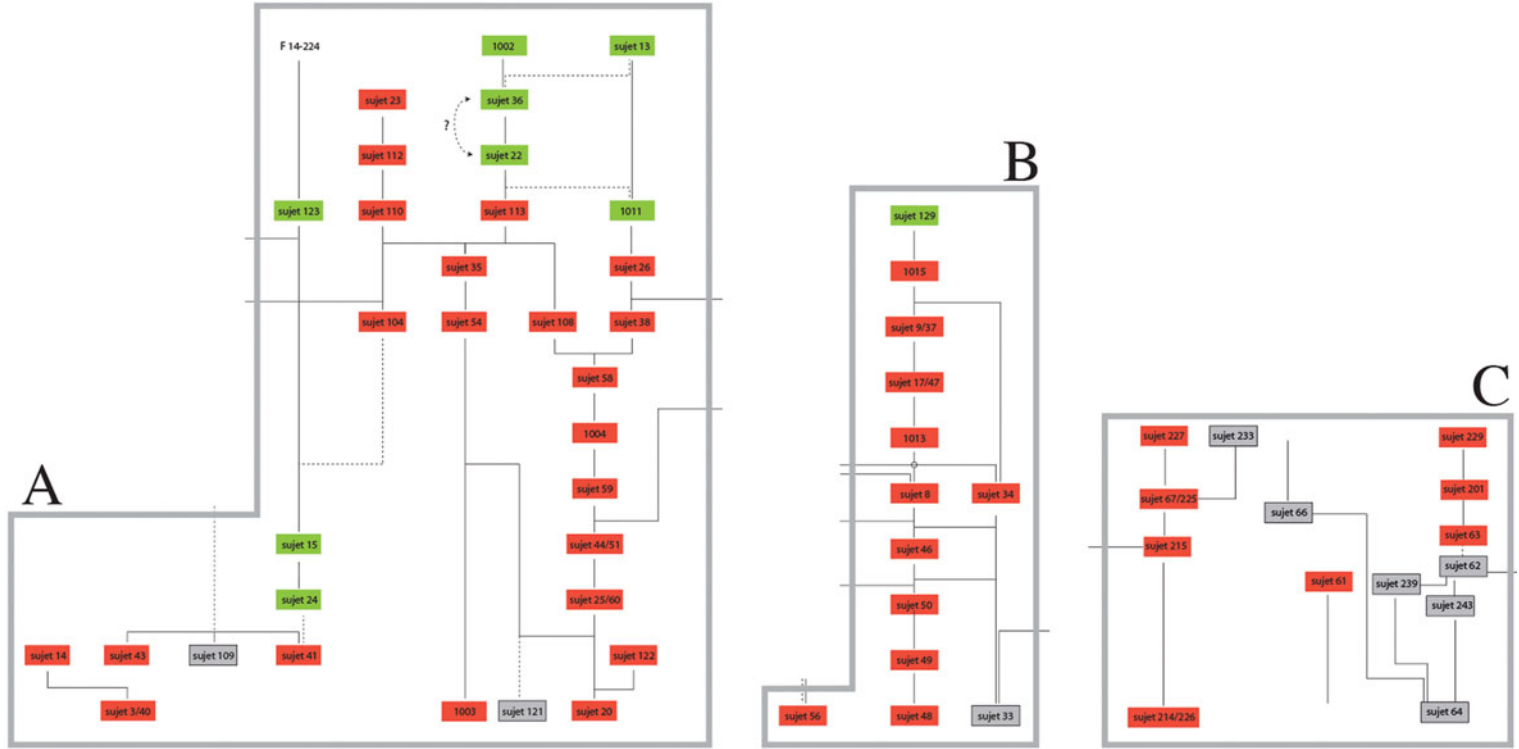 F 14-224
1002
sujet 13
sujet 23
sujet 36
?
sujet 112
sujet 22
sujet 123
sujet 110
sujet 113
1011
sujet 35
sujet 26
sujet 104
sujet 54
sujet 108
sujet 38
sujet 58
1004
sujet 59
A
sujet 15
sujet 44/51
sujet 24
sujet 25/60
sujet 14
sujet 43
sujet 109
sujet 41
sujet 122
sujet 3/40
1003
sujet 121
sujet 20
B
sujet 129
1015
sujet 9/37
sujet 17/47
1013
sujet 8
sujet 34
sujet 46
sujet 50
sujet 49
sujet 56
sujet 48
sujet 33
C
sujet 227
sujet 233
sujet 229
sujet 67/225
sujet 201
sujet 66
sujet 215
sujet 63
sujet 62
sujet 61
sujet 239
sujet 243
sujet 214/226
sujet 64